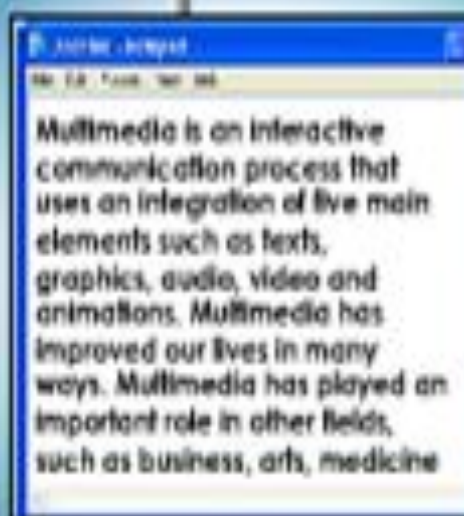 Multimedia is an interactive
communication process that
uses an integration of five main
elements such as texts,
graphics, audio, video and
animations. Multimedia has
improved our lives in many
ways. Multimedia has played an
important role in other fields,
such as business, arts, medicine